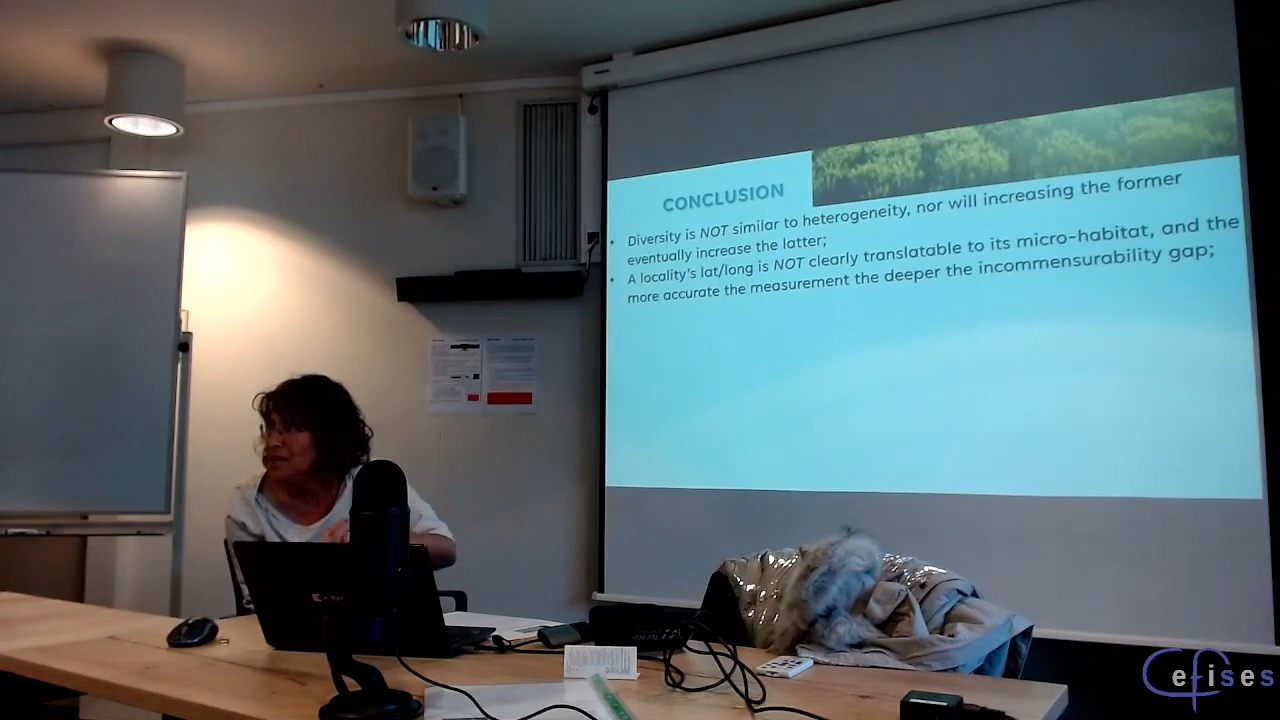 CONCLUSION
• Diversity is NOT similar to heterogeneity, nor will increasing the former
eventually increase the latter;
• A locality's lat/long is NOT clearly translatable to its micro-habitat, and the
more accurate the measurement the deeper the incommensurability gap;
Cefises